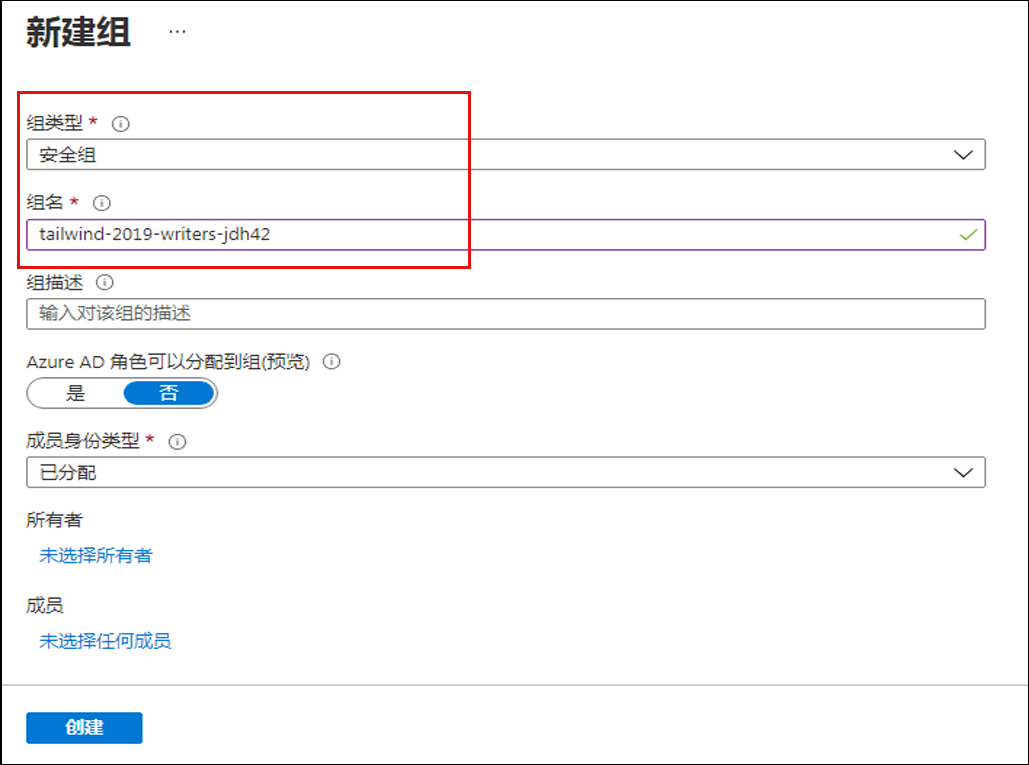 新建组 ...
组类型 *
安全组
组名 *
tailwind-2019-writers-jdh42
组描述
输入对该组的描述
Azure AD 角色可以分配到组(预览)
是 否
成员身份类型 *
已分配
所有者
未选择所有者
成员
未选择任何成员
创建